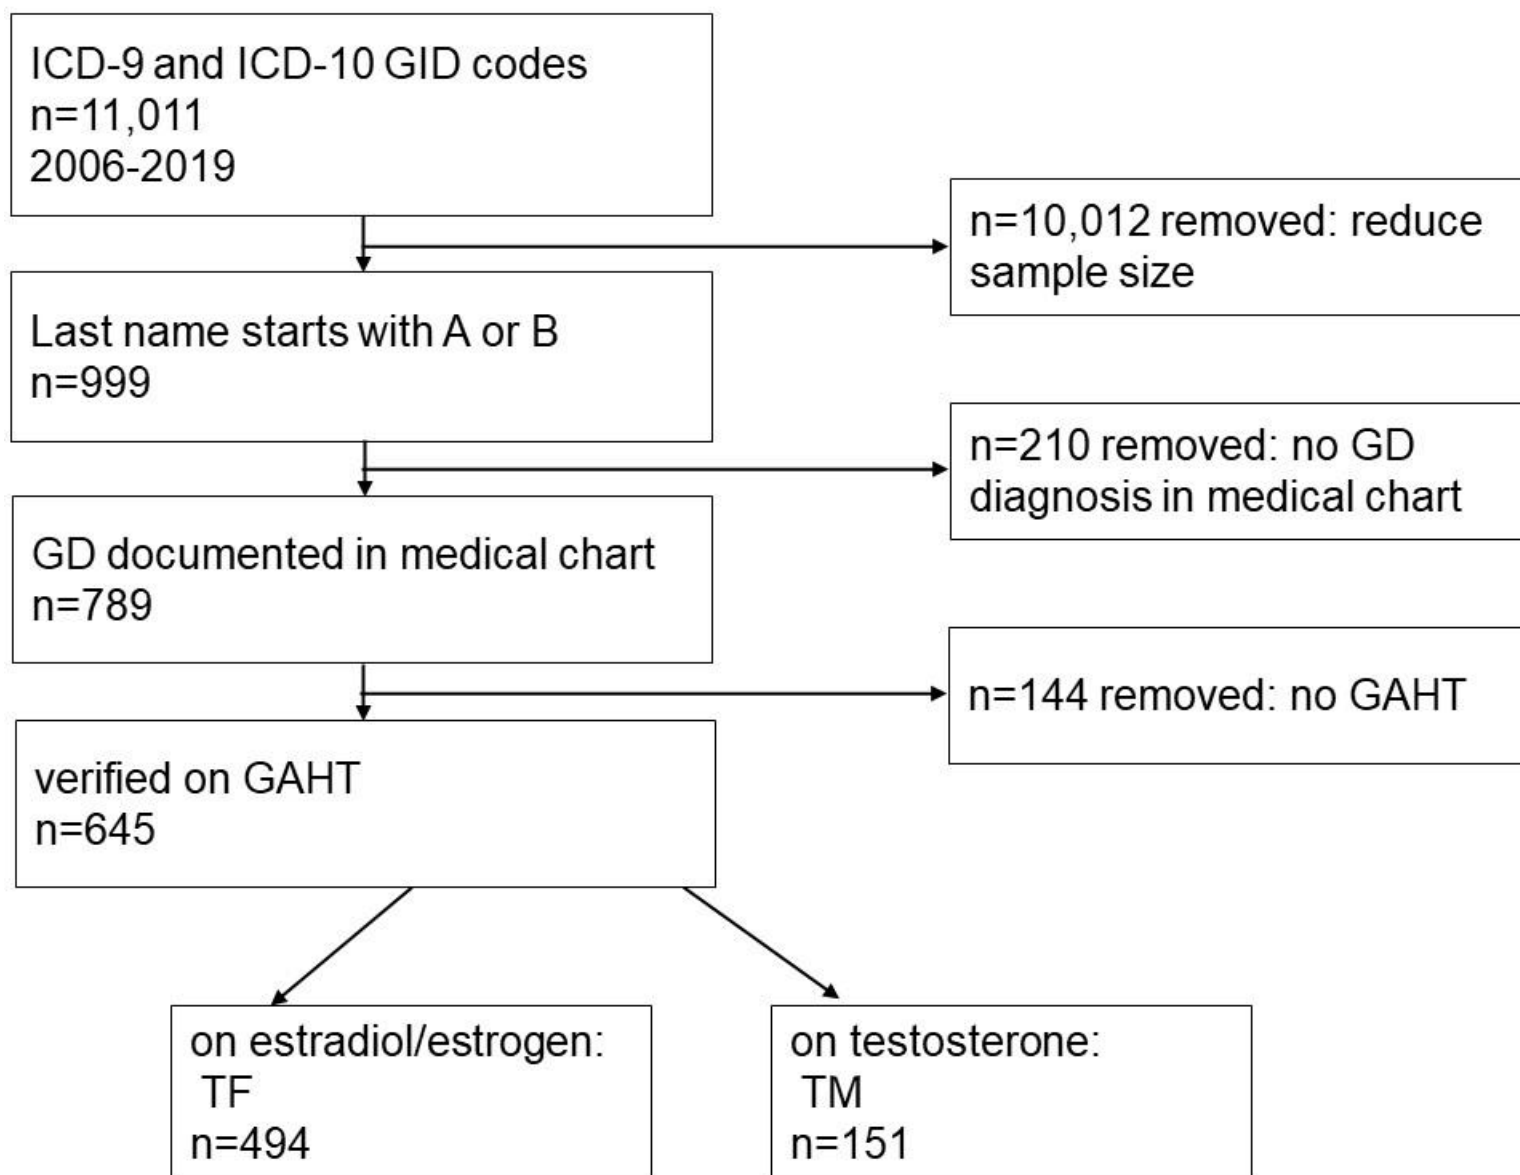 ICD-9 and ICD-10 GID codes
n=11,011
2006-2019
n=10,012 removed: reduce
sample size
Last name starts with A or B
n=999
n=210 removed: no GD
diagnosis in medical chart
GD documented in medical chart
n=789
n=144 removed: no GAHT
verified on GAHT
n=645
on estradiol/estrogen:
TF
n=494
on testosterone:
TM
n=151